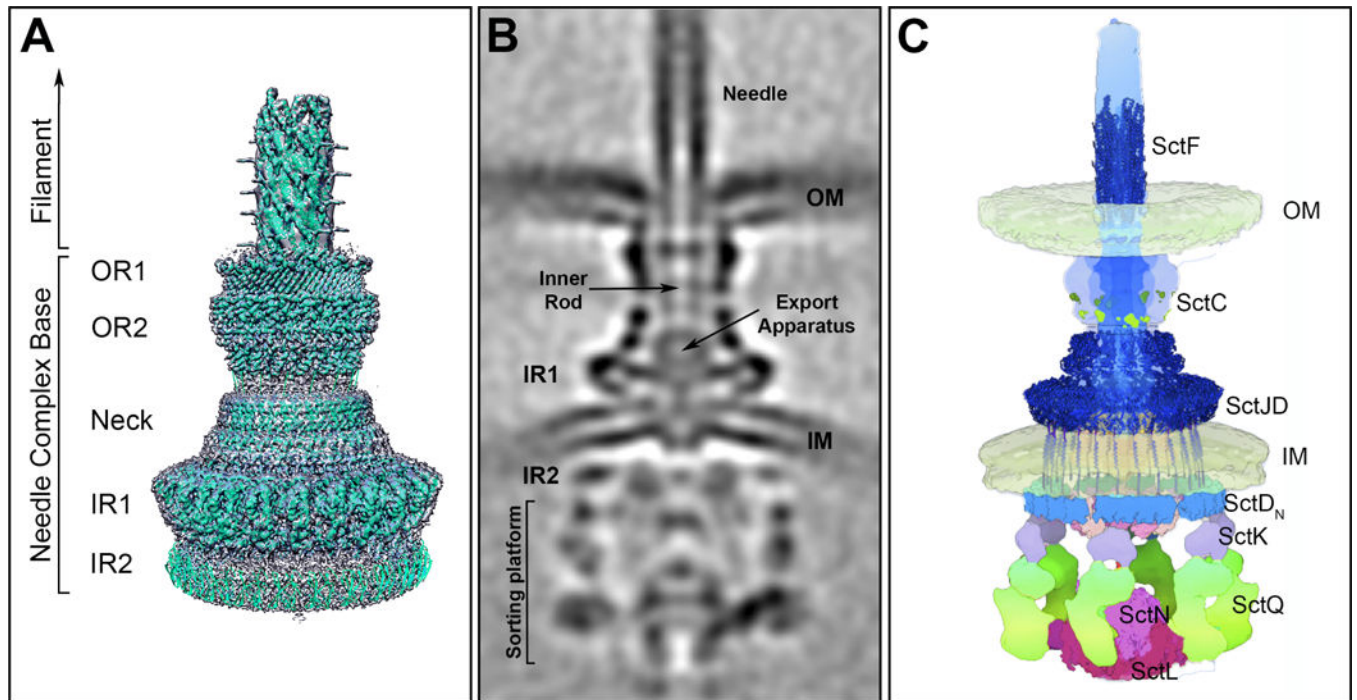 A
Filament
Needle Complex Base
OR1
OR2
Neck
IR1
IR2
B
Needle
OM
Inner
Rod
Export
Apparatus
IR1
IM
IR2
Sorting platform
C
SctF
OM
SctC
SctJD
IM
SctDN
SctK
SctQ
SctN
SctL